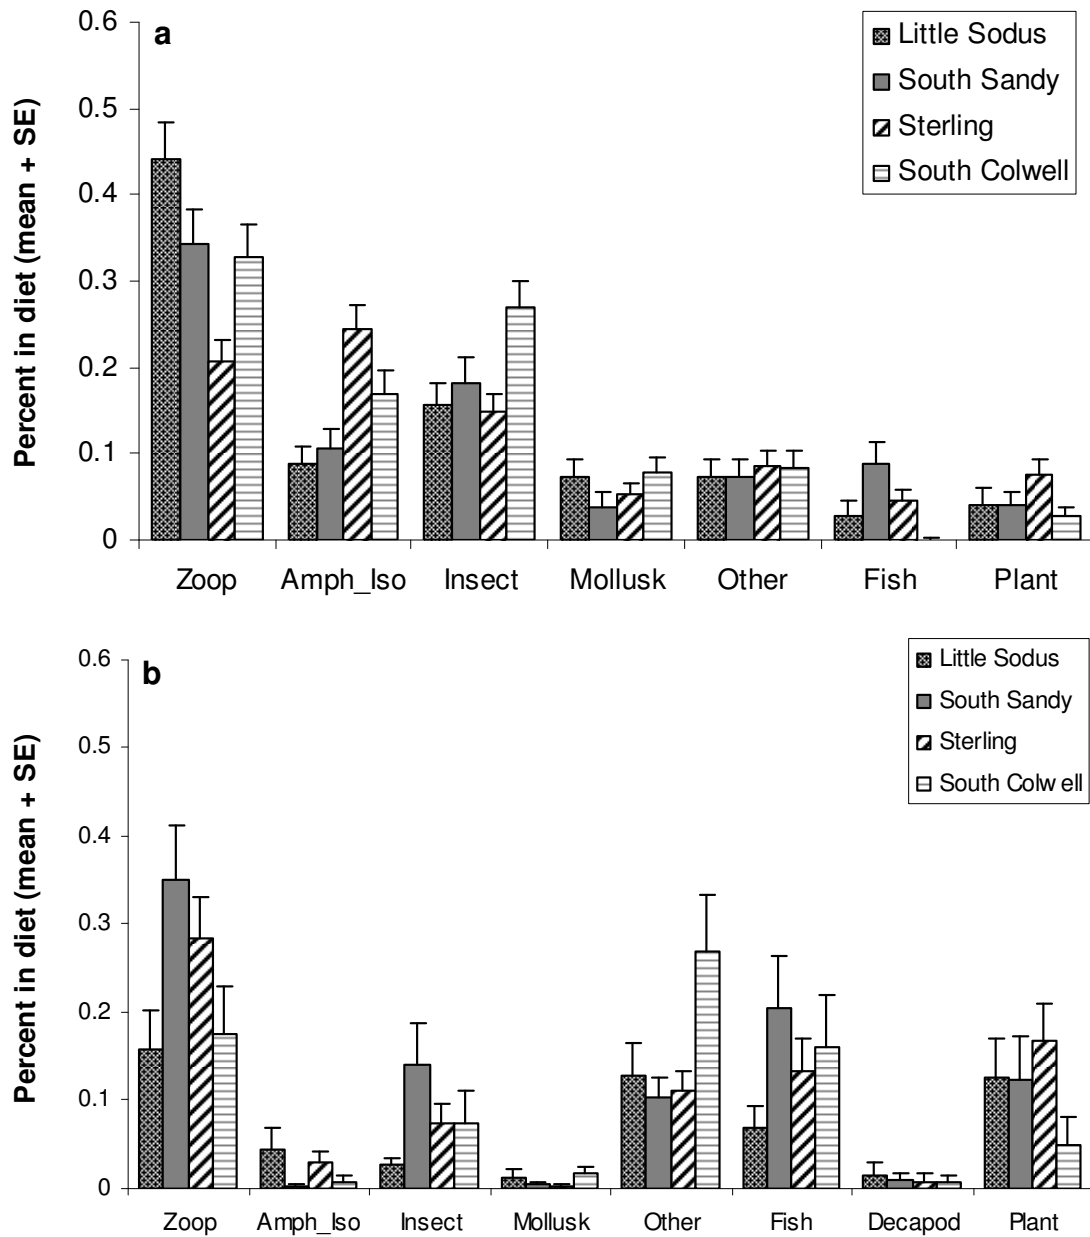 a
Little Sodus
South Sandy
Sterling
South Colwell
Percent in diet (mean + SE)
0.6
0.5
0.4
0.3
0.2
0.1
0
Zoop Amph_Iso Insect Mollusk Other Fish Plant
b
Little Sodus
South Sandy
Sterling
South Colwell
Percent in diet (mean + SE)
0.6
0.5
0.4
0.3
0.2
0.1
0
Zoop Amph_Iso Insect Mollusk Other Fish Decapod Plant